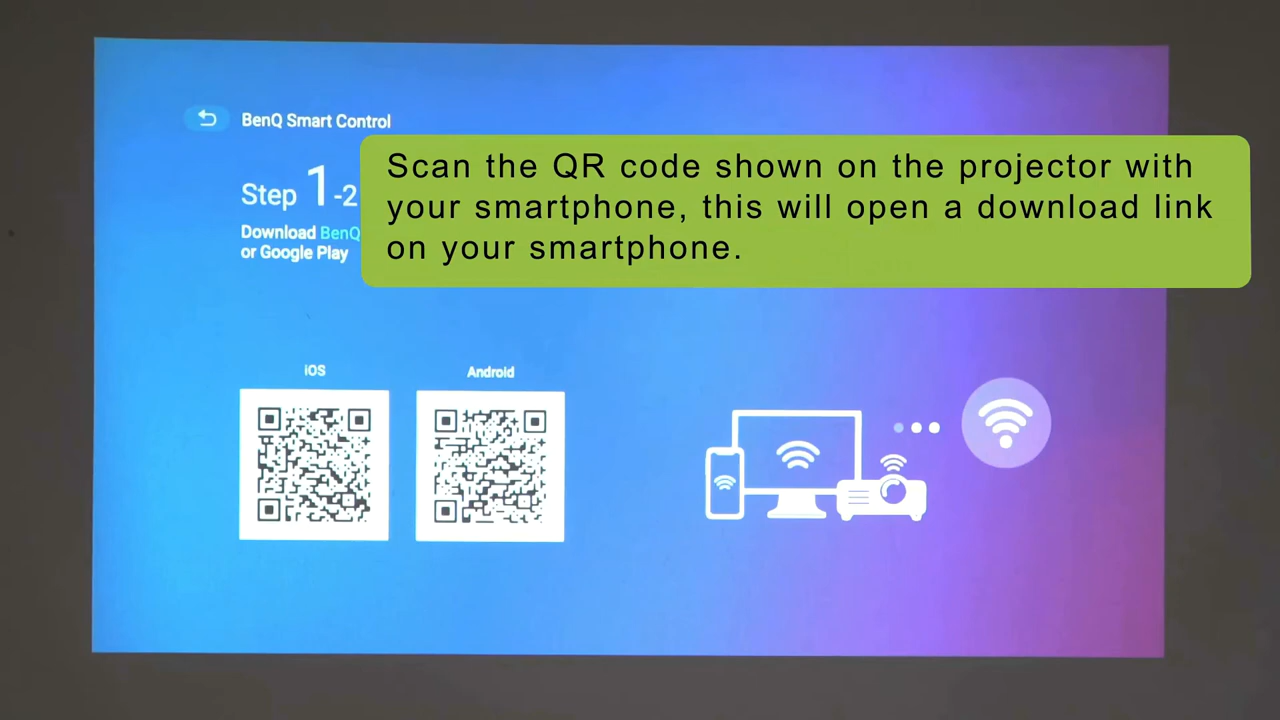 BenQ Smart Control
Scan the QR code shown on the projector with
your smartphone, this will open a download link
on your smartphone.
Step 1-2
Download BenQ
or Google Play
iOS
Android